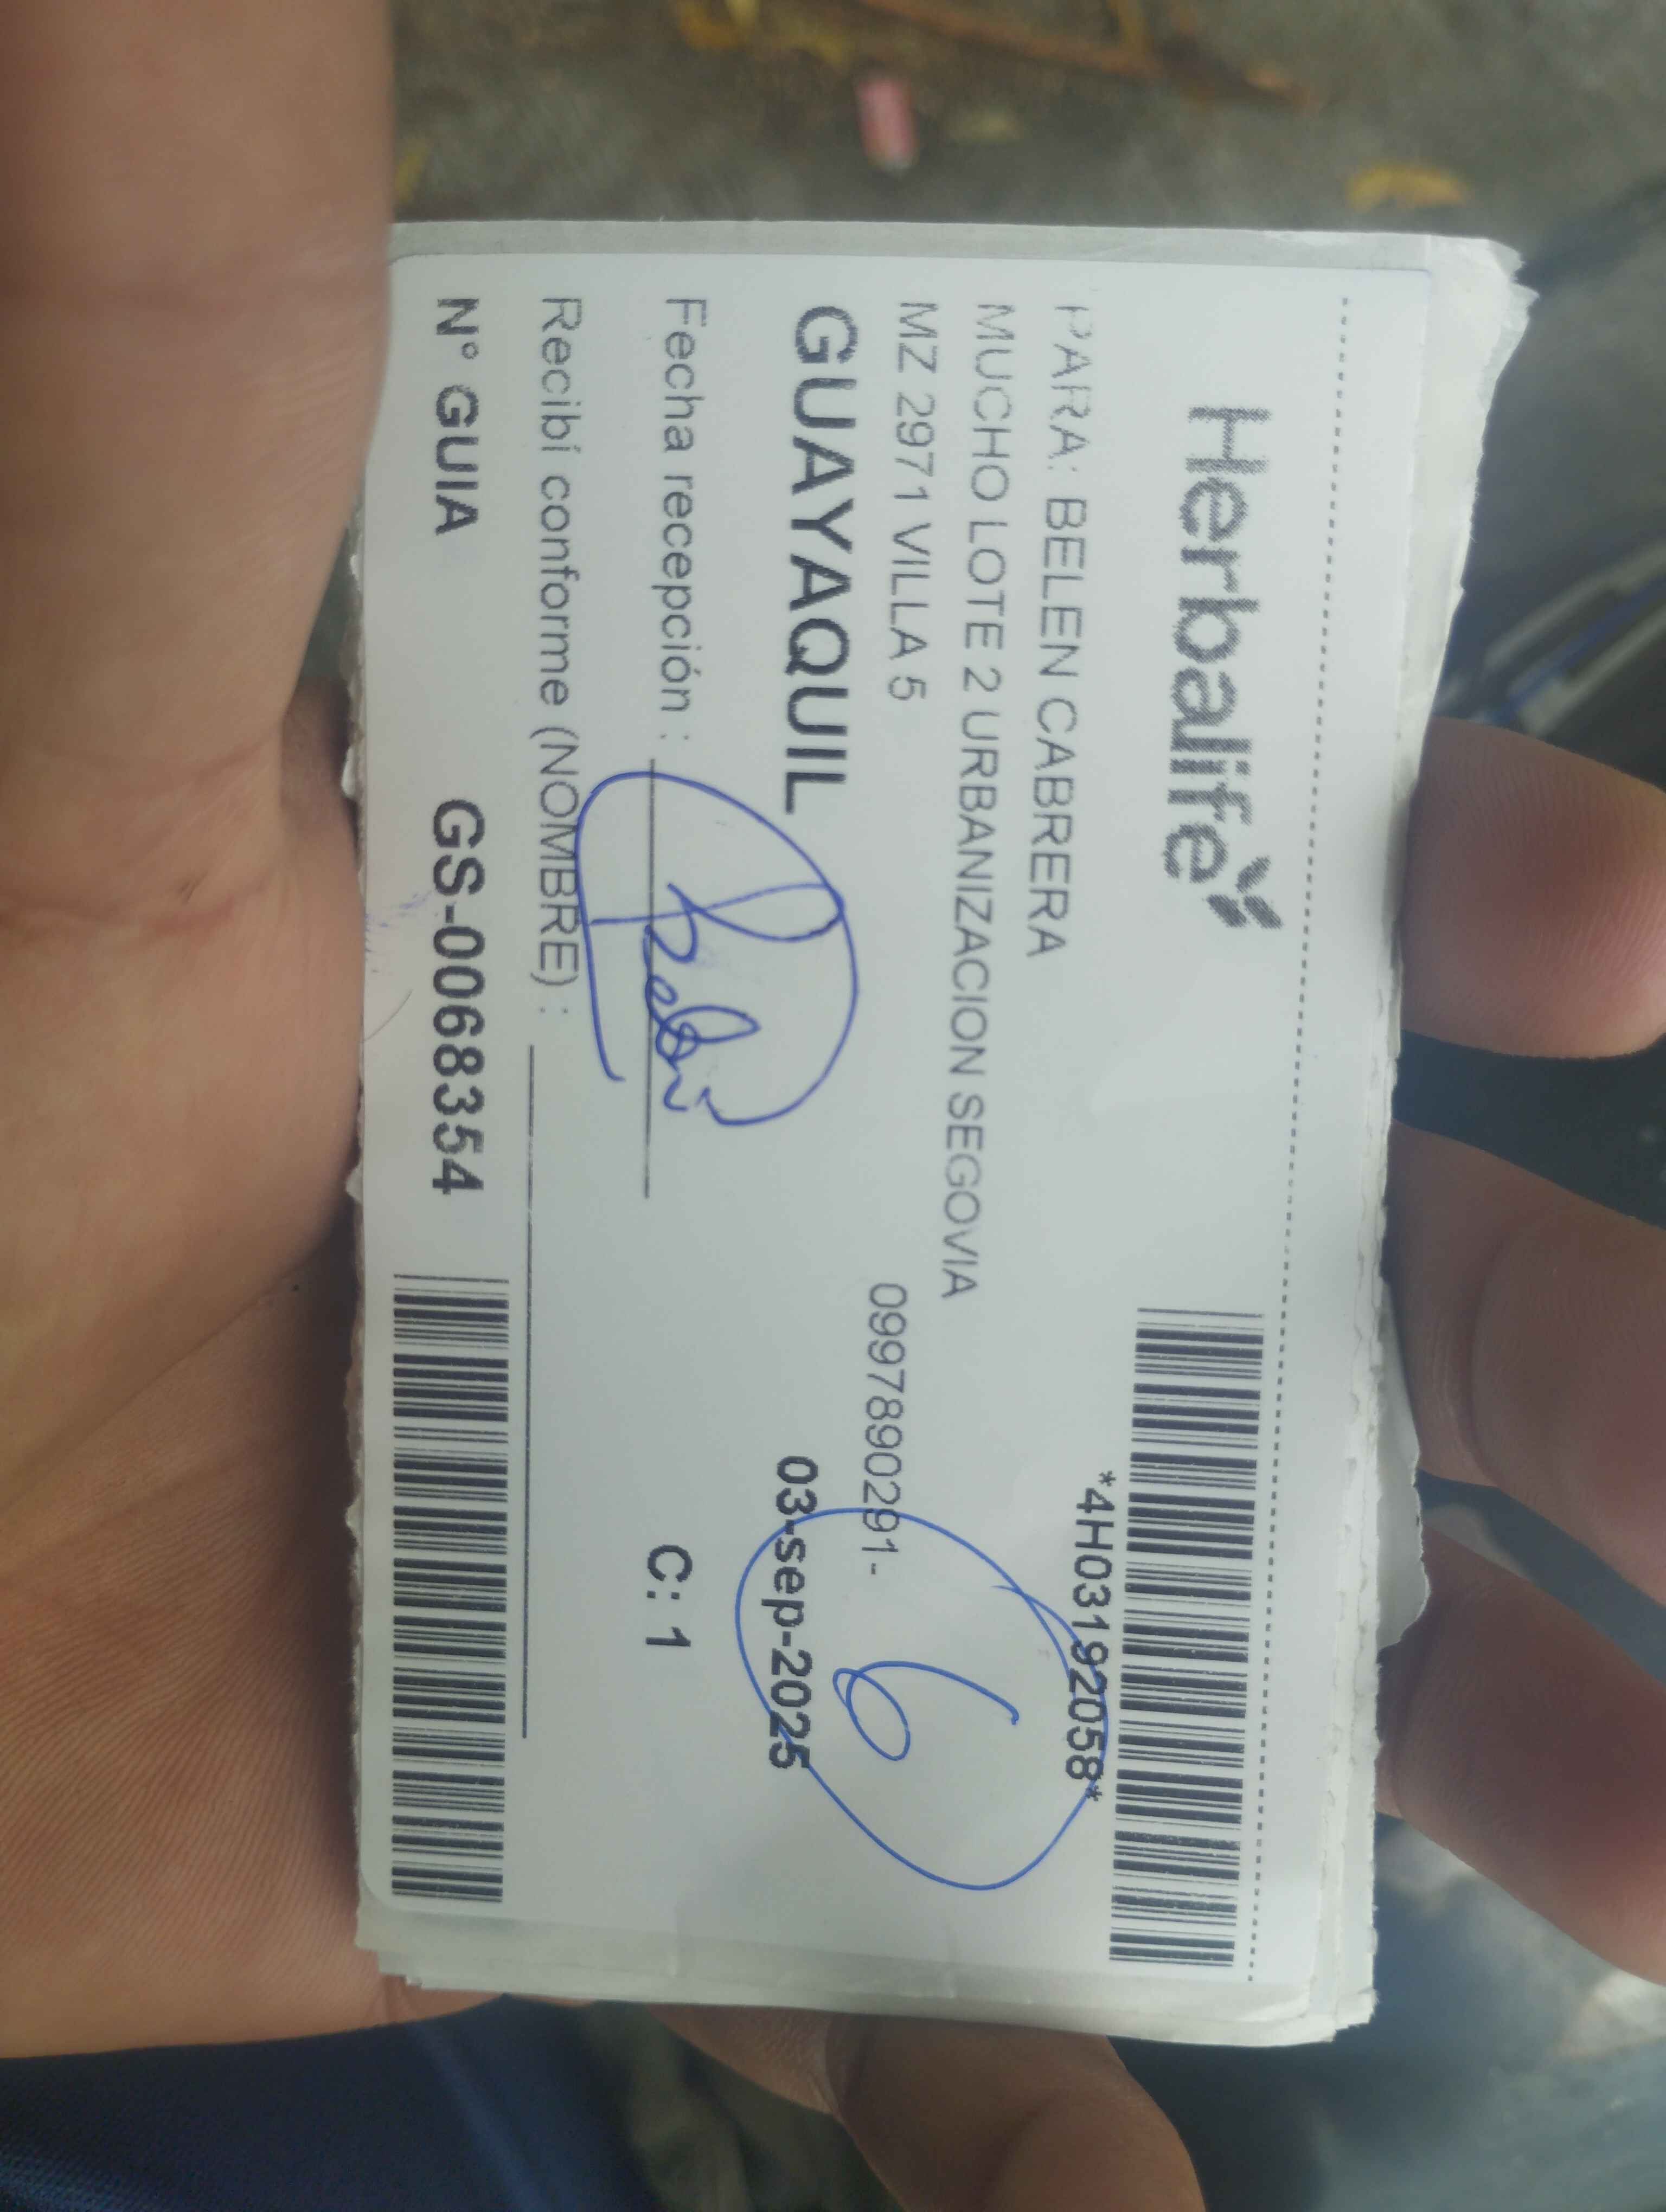 Herbalife
*4H03192058*
PARA: BELEN CABRERA
MUCHO LOTE 2 URBANIZACION SEGOVIA
MZ 2971 VILLA 5 0997890291-
6
GUAYAQUIL 03-sep-2025
Fecha recepción :
C: 1
Recibí conforme (NOMBRE) :
N° GUIA GS-0068354